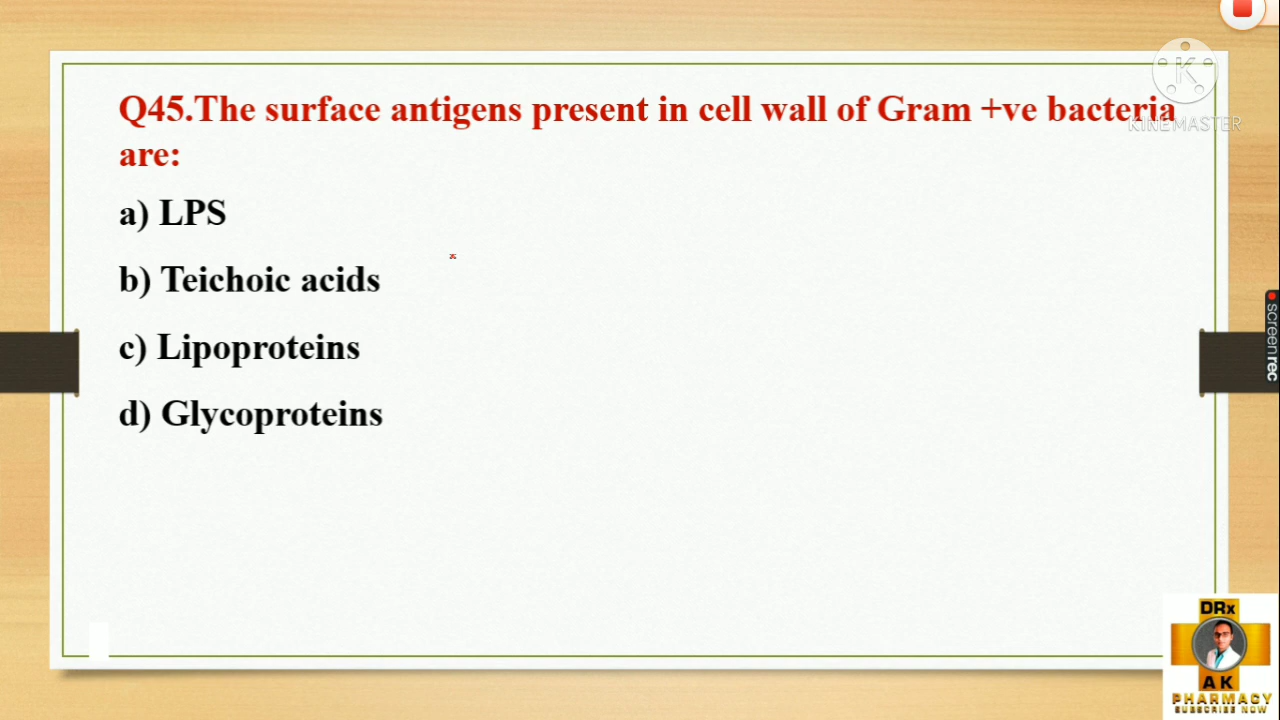 Q45.The surface antigens present in cell wall of Gram +ve bacteria
are:
a) LPS
b) Teichoic acids
c) Lipoproteins
d) Glycoproteins
K
KINEMASTER
screenrec
DRx
AK
PHARMACY
SUBSCRIBE NOW